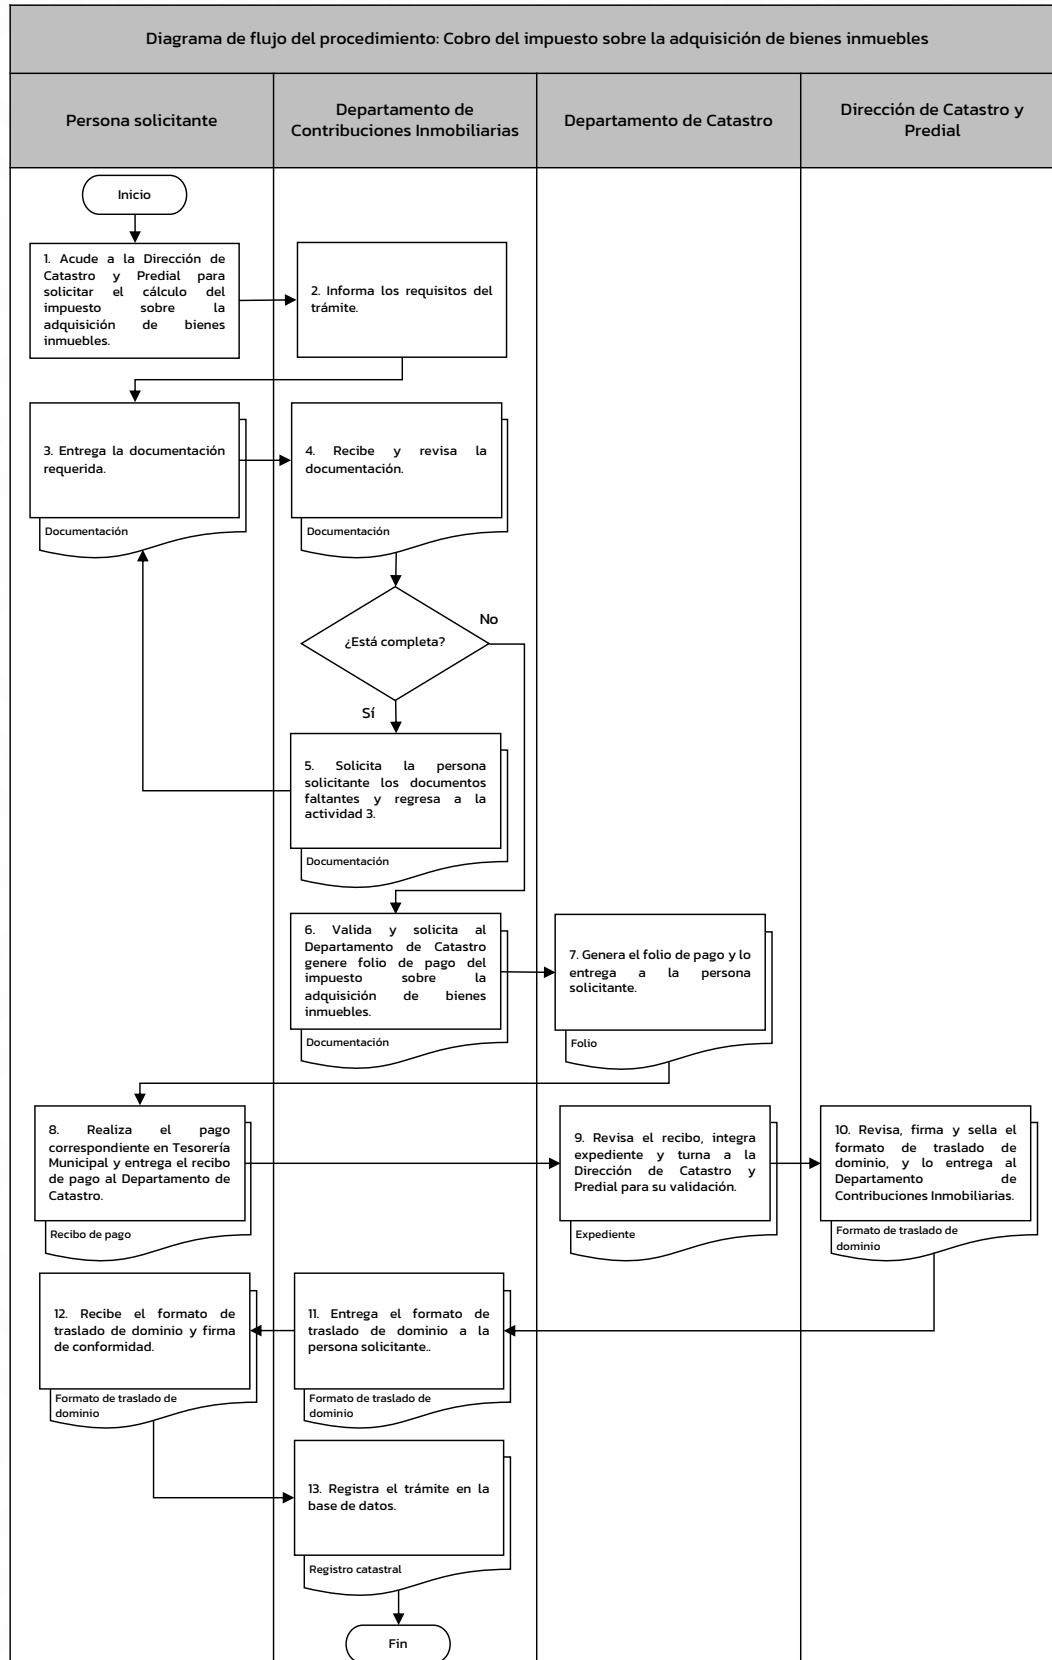 Diagrama de flujo del procedimiento: Cobro del impuesto sobre la adquisición de bienes inmuebles
Persona solicitante
Departamento de
Contribuciones Inmobiliarias
Departamento de Catastro
Dirección de Catastro y
Predial
Inicio
1. Acude a la Dirección de
Catastro y Predial para
solicitar el cálculo del
impuesto sobre la
adquisición de bienes
inmuebles.
2. Informa los requisitos del
trámite.
3. Entrega la documentación
requerida.
Documentación
4. Recibe y revisa la
documentación.
Documentación
¿Está completa?
No
Sí
5. Solicita la persona
solicitante los documentos
faltantes y regresa a la
actividad 3.
Documentación
6. Valida y solicita al
Departamento de Catastro
genere folio de pago del
impuesto sobre la
adquisición de bienes
inmuebles.
Documentación
7. Genera el folio de pago y lo
entrega a la persona
solicitante.
Folio
8. Realiza el pago
correspondiente en Tesorería
Municipal y entrega el recibo
de pago al Departamento de
Catastro.
Recibo de pago
9. Revisa el recibo, integra
expediente y turna a la
Dirección de Catastro y
Predial para su validación.
Expediente
10. Revisa, firma y sella el
formato de traslado de
dominio, y lo entrega al
Departamento de
Contribuciones Inmobiliarias.
Formato de traslado de
dominio
12. Recibe el formato de
traslado de dominio y firma
de conformidad.
Formato de traslado de
dominio
11. Entrega el formato de
traslado de dominio a la
persona solicitante..
Formato de traslado de
dominio
13. Registra el trámite en la
base de datos.
Registro catastral
Fin